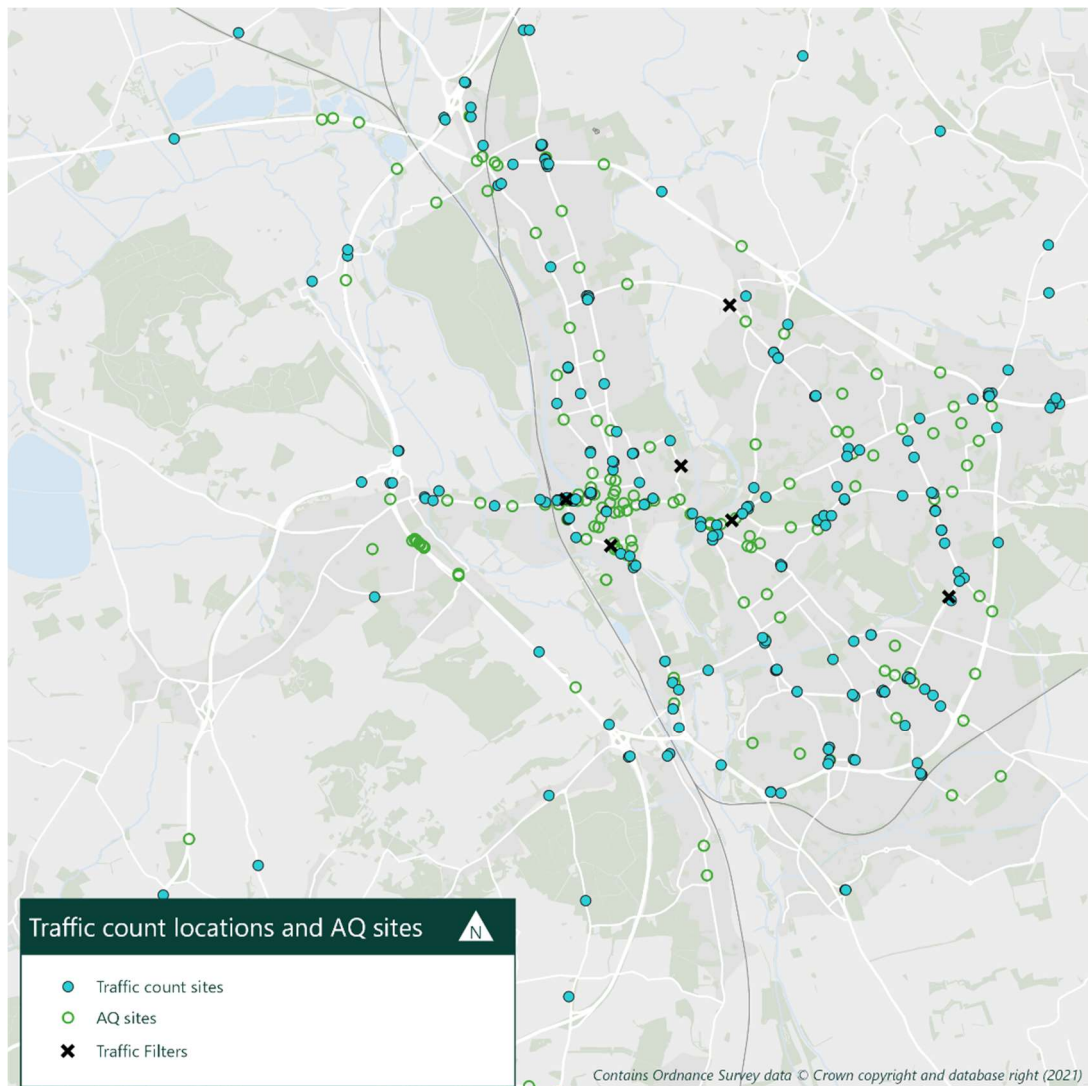 Traffic count locations and AQ sites
N
Traffic count sites
AQ sites
Traffic Filters
Contains Ordnance Survey data © Crown copyright and database right (2021)